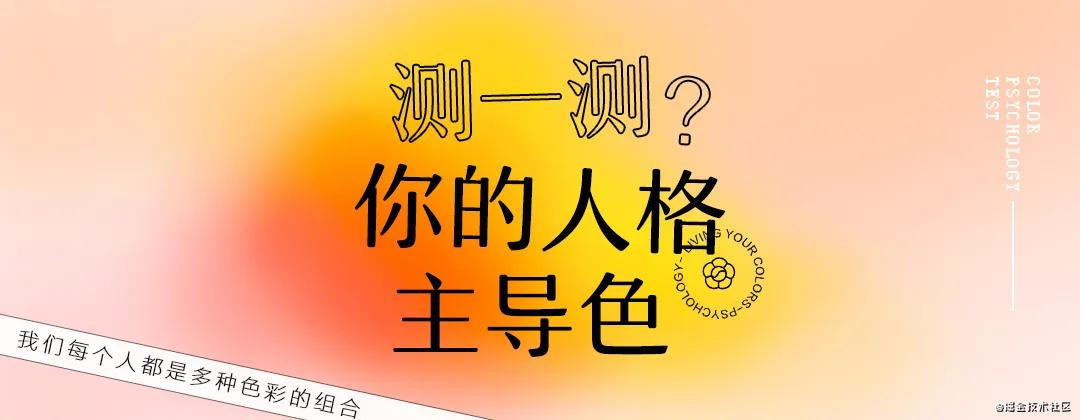 测一测?
你的人格
主导色
LIVING YOUR COLORS-PSYCHOLOGY-
COLOR
PSYCHOLOGY
TEST
我们每个人都是多种色彩的组合
@掘金技术社区